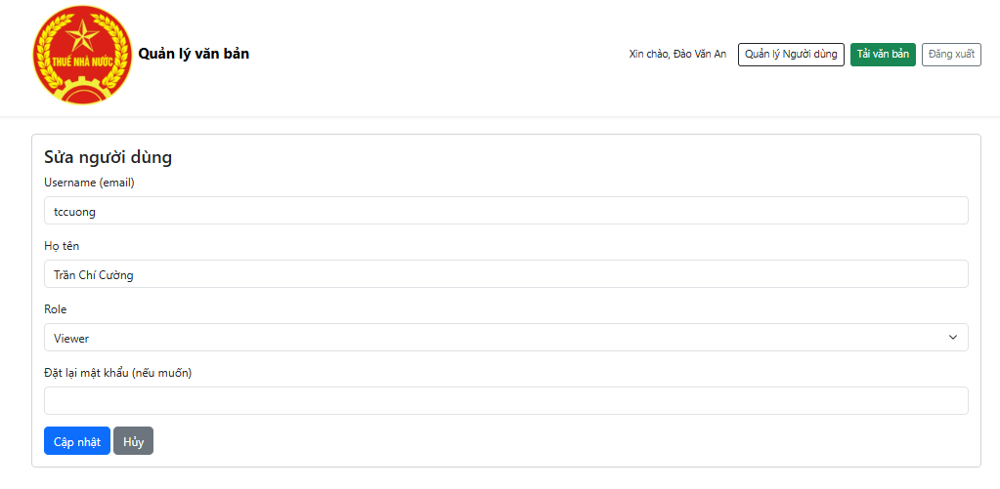 THUẾ NHÀ NƯỚC
Quản lý văn bản
Xin chào, Đào Văn An
Quản lý Người dùng
Tải văn bản
Đăng xuất
Sửa người dùng
Username (email)
tccuong
Họ tên
Trần Chí Cường
Role
Viewer
Đặt lại mật khẩu (nếu muốn)
Cập nhật
Hủy